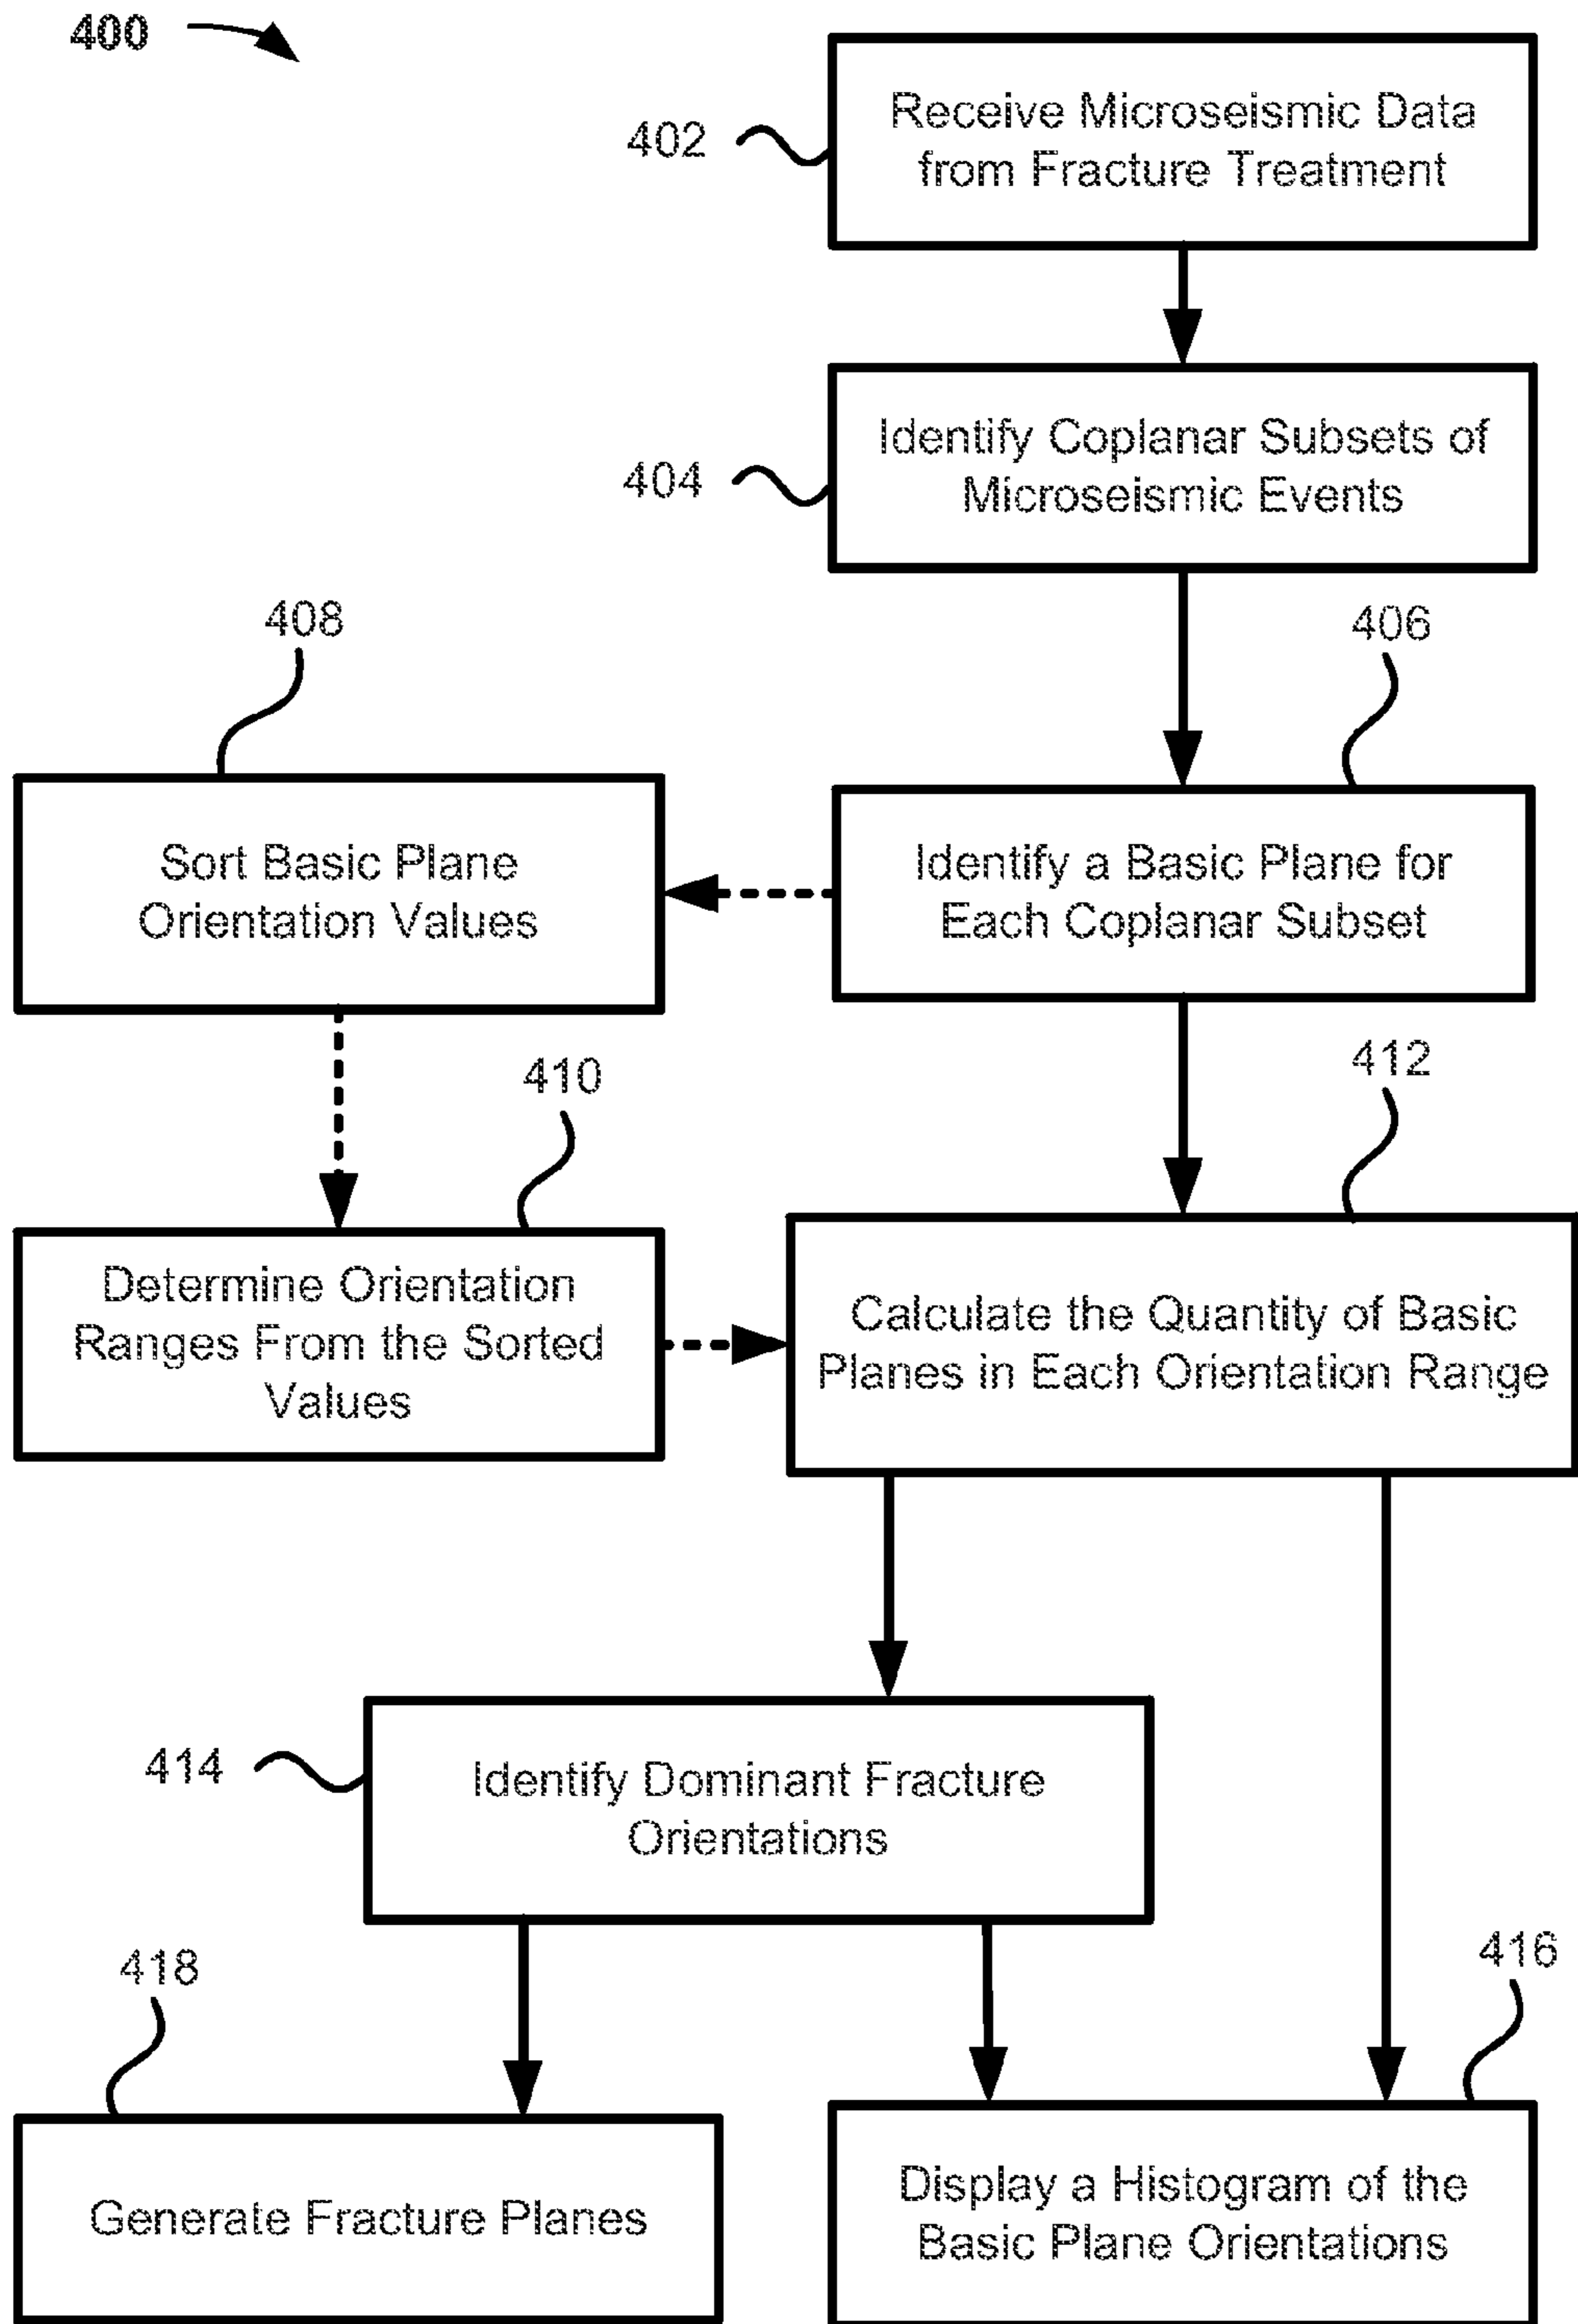 400
402
Receive Microseismic Data
from Fracture Treatment
404
Identify Coplanar Subsets of
Microseismic Events
408
406
Sort Basic Plane
Orientation Values
Identify a Basic Plane for
Each Coplanar Subset
410
412
Determine Orientation
Ranges From the Sorted
Values
Calculate the Quantity of Basic
Planes in Each Orientation Range
414
Identify Dominant Fracture
Orientations
418
416
Generate Fracture Planes
Display a Histogram of the
Basic Plane Orientations